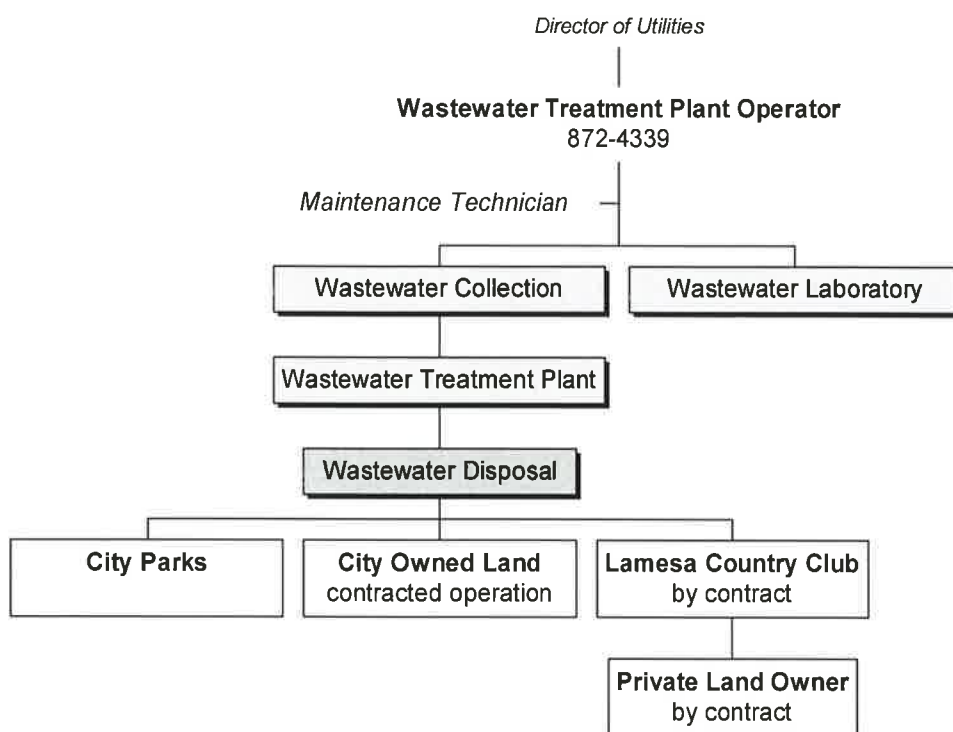 Director of Utilities
Wastewater Treatment Plant Operator
872-4339
Maintenance Technician
Wastewater Collection
Wastewater Laboratory
Wastewater Treatment Plant
Wastewater Disposal
City Parks
City Owned Land
contracted operation
Lamesa Country Club
by contract
Private Land Owner
by contract